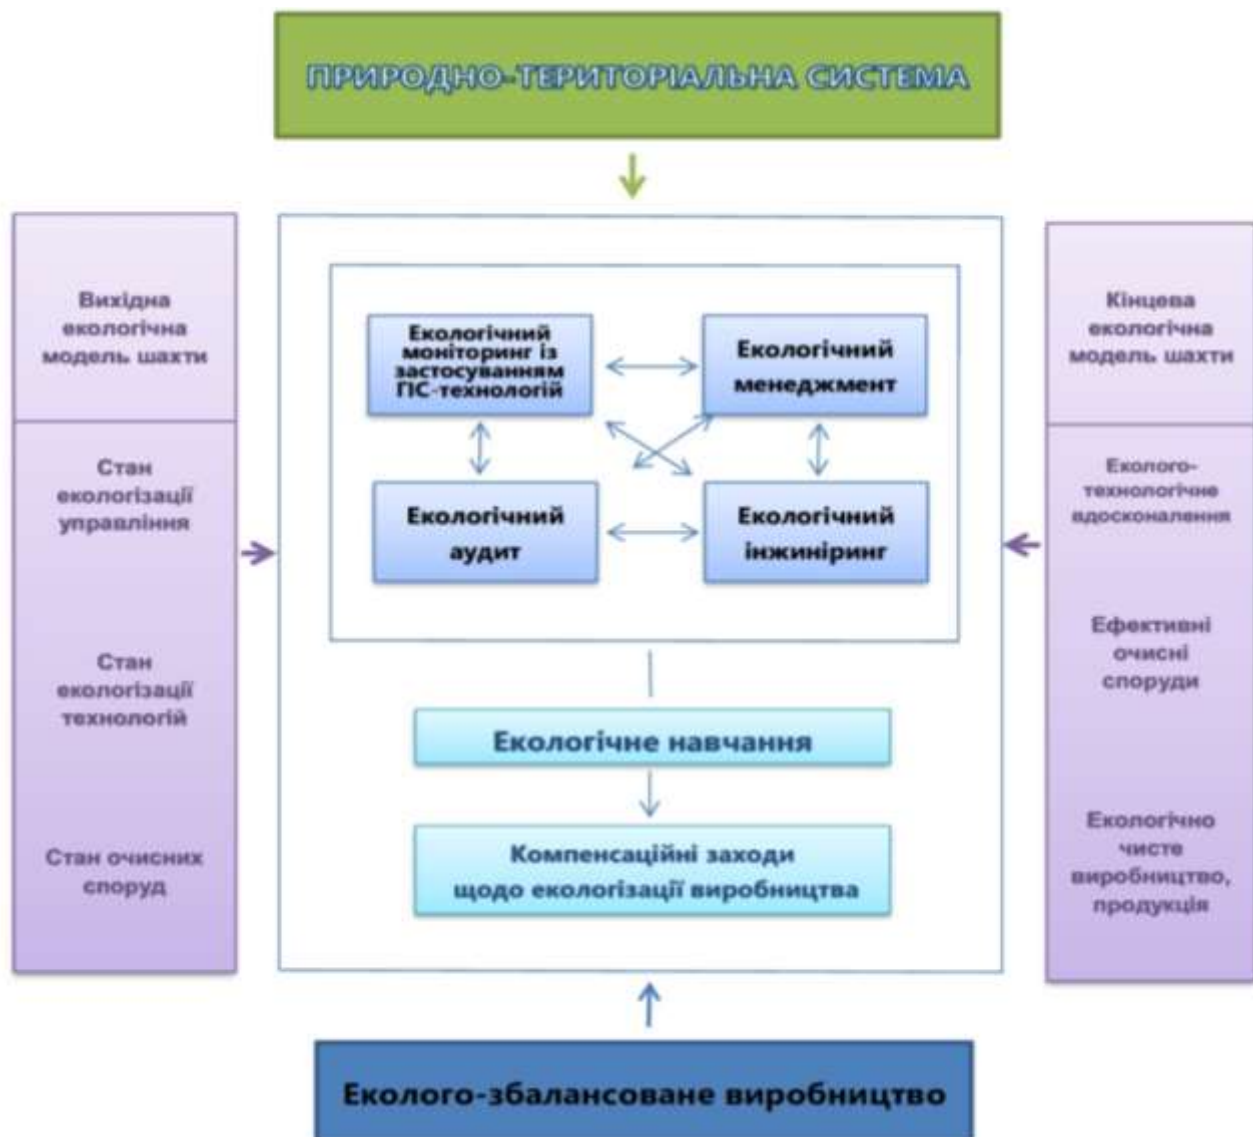 ПРИРОДНО-ТЕРИТОРІАЛЬНА СИСТЕМА
Вихідна
екологічна
модель шахти
Стан
екологізації
управління
Стан
екологізації
технологій
Стан очисних
споруд
Екологічний
моніторинг із
застосуванням
ГІС-технологій
Екологічний
менеджмент
Екологічний
аудит
Екологічний
інжиніринг
Екологічне навчання
Компенсаційні заходи
щодо екологізації виробництва
Кінцева
екологічна
модель шахти
Еколого-
технологічне
вдосконалення
Ефективні
очисні
споруди
Екологічно
чисте
виробництво,
продукція
Еколого-збалансоване виробництво